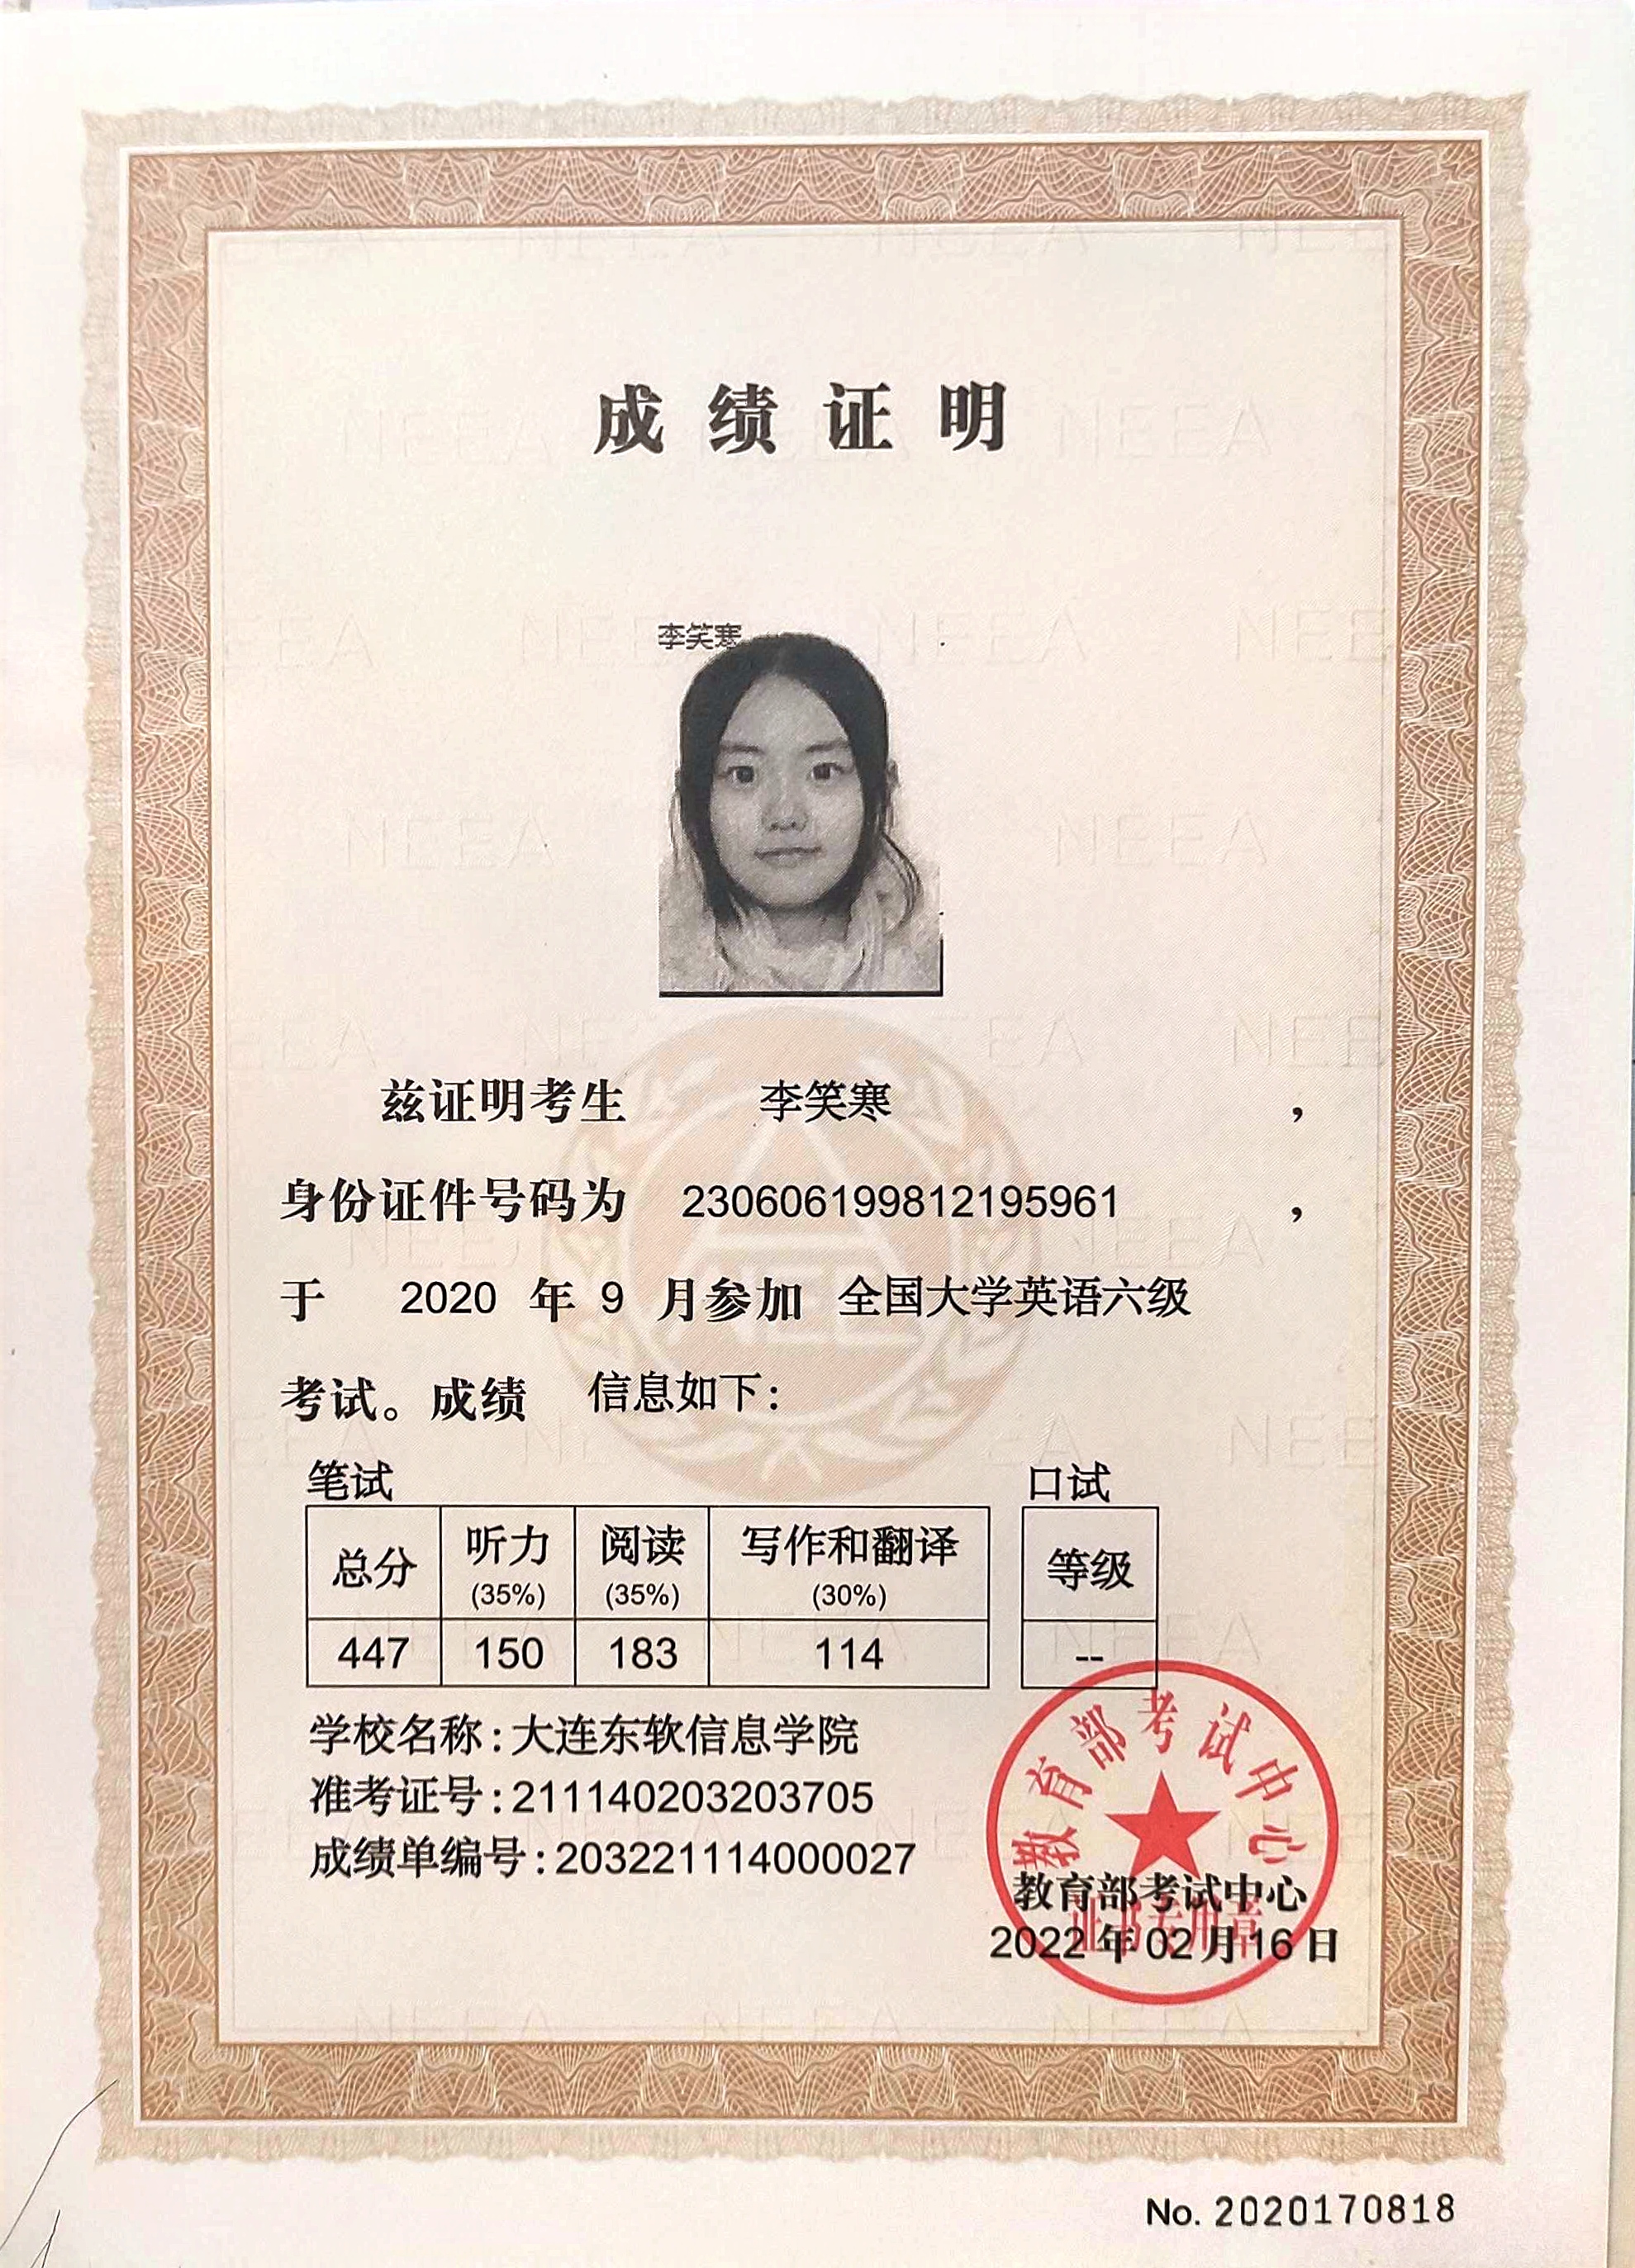 成绩证明
李笑寒
兹证明考生 李笑寒 ，
身份证件号码为 230606199812195961 ，
于 2020 年 9 月参加 全国大学英语六级
考试。成绩 信息如下：
笔试 口试
总分 听力 (35%) 阅读 (35%) 写作和翻译 (30%) 等级
447 150 183 114 --
学校名称：大连东软信息学院
准考证号：211140203203705
成绩单编号：203221114000027
教育部考试中心
证书专用章
教育部考试中心
2022 年 02 月 16 日
No. 2020170818
NEEA